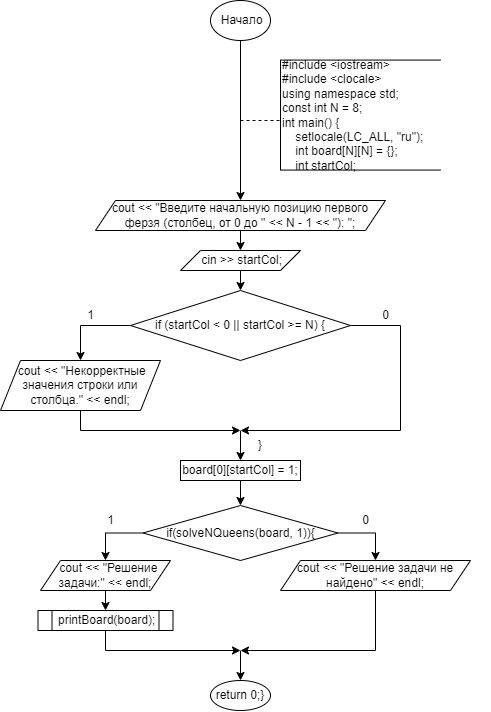 Начало
#include <iostream>
#include <clocale>
using namespace std;
const int N = 8;
int main() {
setlocale(LC_ALL, "ru");
int board[N][N] = {};
int startCol;
cout << "Введите начальную позицию первого
ферзя (столбец, от 0 до " << N - 1 << "): ";
cin >> startCol;
if (startCol < 0 || startCol >= N) {
1
0
cout << "Некорректные
значения строки или
столбца." << endl;
}
board[0][startCol] = 1;
if(solveNQueens(board, 1)){
1
0
cout << "Решение
задачи:" << endl;
cout << "Решение задачи не
найдено" << endl;
printBoard(board);
return 0;}